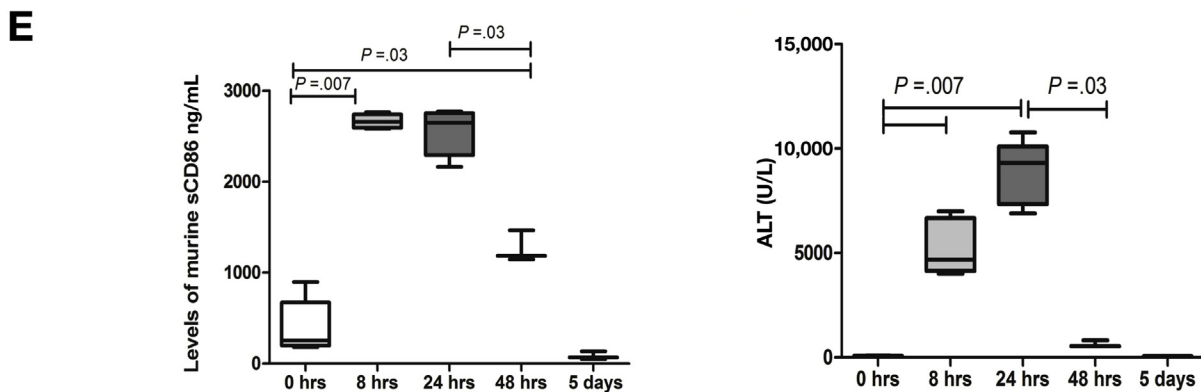 E
Levels of murine sCD86 ng/mL
3000
2000
1000
0
P =.03
P =.03
P =.007
0 hrs 8 hrs 24 hrs 48 hrs 5 days
ALT (U/L)
15,000
10,000
5000
0
P =.007
P =.03
0 hrs 8 hrs 24 hrs 48 hrs 5 days